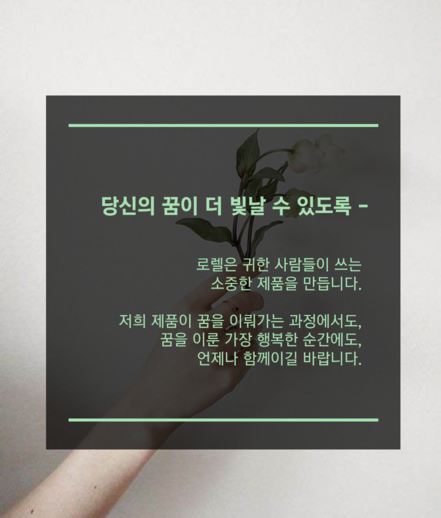 당신의 꿈이 더 빛날 수 있도록 -
로렐은 귀한 사람들이 쓰는
소중한 제품을 만듭니다.
저희 제품이 꿈을 이뤄가는 과정에서도,
꿈을 이룬 가장 행복한 순간에도,
언제나 함께이길 바랍니다.